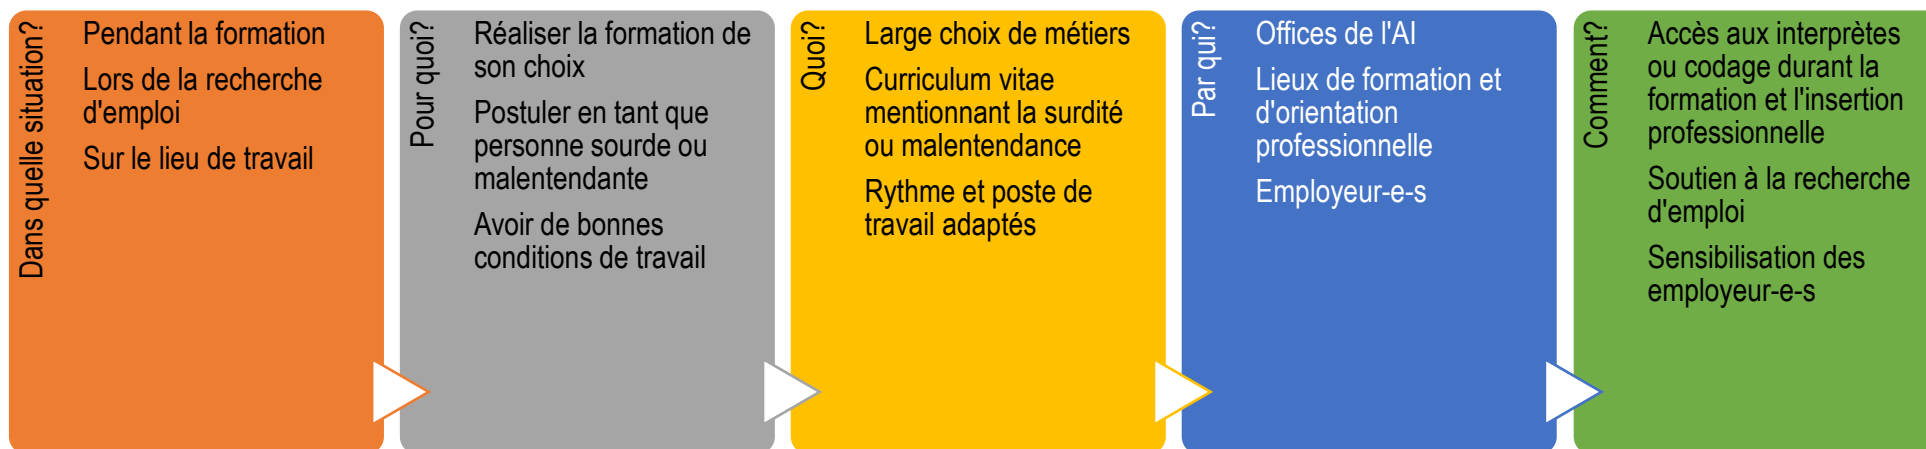 Dans quelle situation?
Pendant la formation
Lors de la recherche
d'emploi
Sur le lieu de travail
Pour quoi?
Réaliser la formation de
son choix
Postuler en tant que
personne sourde ou
malentendante
Avoir de bonnes
conditions de travail
Quoi?
Large choix de métiers
Curriculum vitae
mentionnant la surdité
ou malentendance
Rythme et poste de
travail adaptés
Par qui?
Offices de l'AI
Lieux de formation et
d'orientation
professionnelle
Employeur-e-s
Comment?
Accès aux interprètes
ou codage durant la
formation et l'insertion
professionnelle
Soutien à la recherche
d'emploi
Sensibilisation des
employeur-e-s